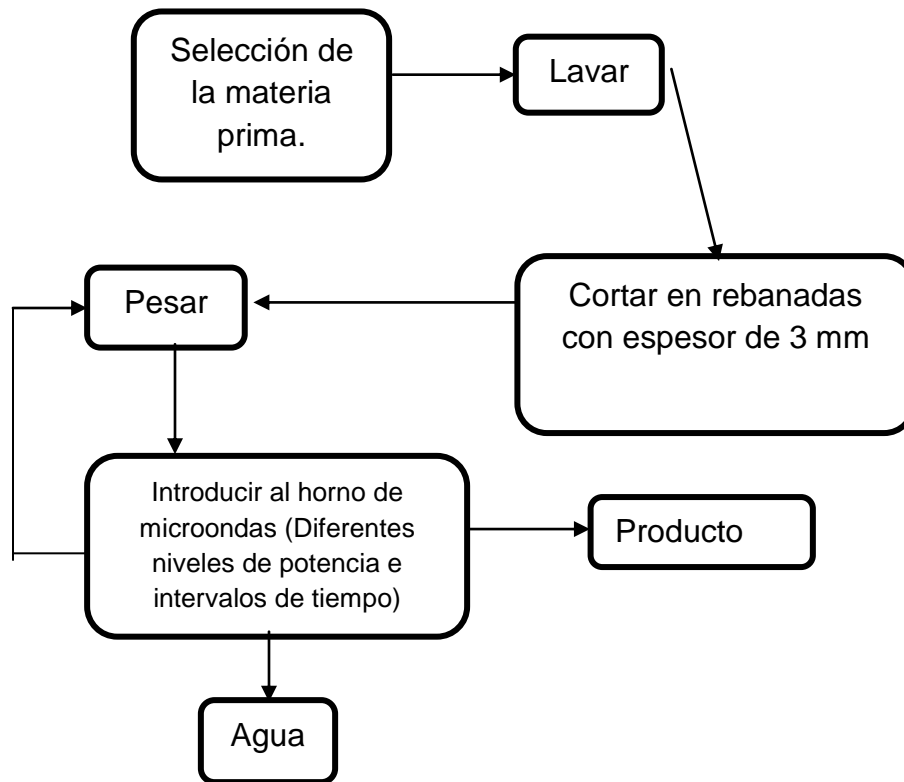 Selección de
la materia
prima.
Lavar
Cortar en rebanadas
con espesor de 3 mm
Pesar
Introducir al horno de
microondas (Diferentes
niveles de potencia e
intervalos de tiempo)
Producto
Agua